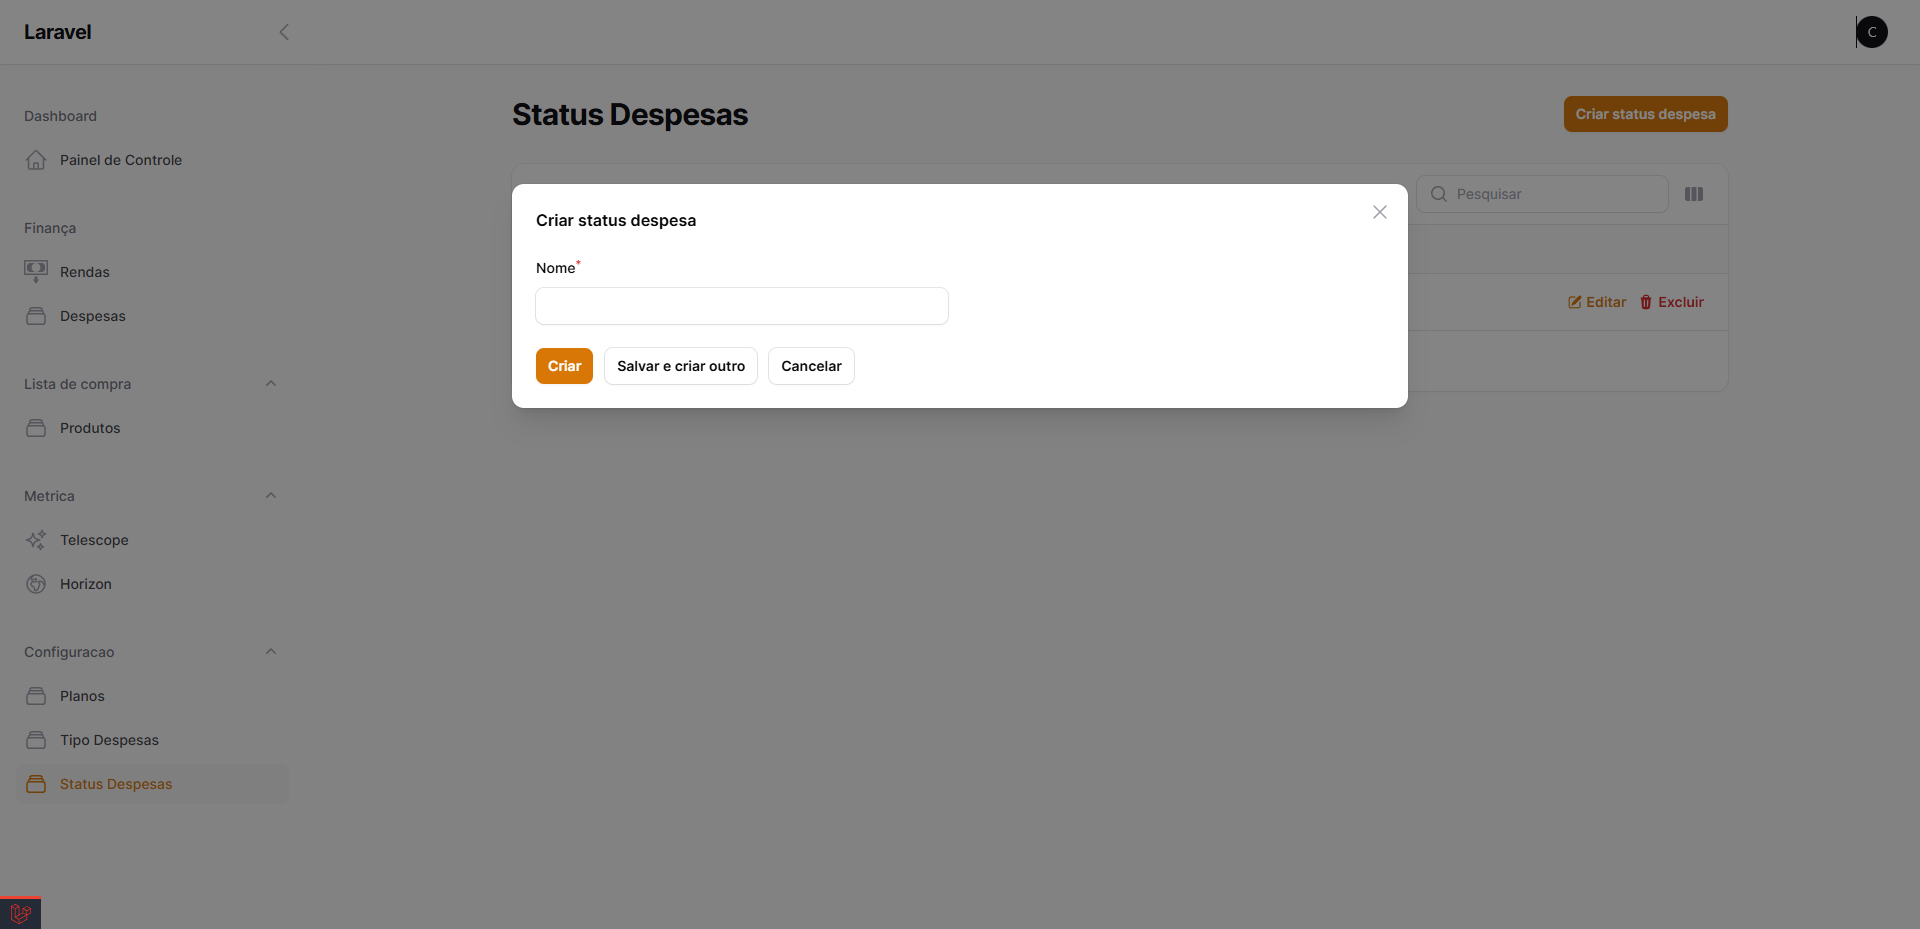 Laravel
C
Dashboard
Painel de Controle
Finança
Rendas
Despesas
Lista de compra
Produtos
Metrica
Telescope
Horizon
Configuracao
Planos
Tipo Despesas
Status Despesas
Status Despesas
Criar status despesa
Pesquisar
Editar Excluir
Criar status despesa
Nome*
Criar Salvar e criar outro Cancelar